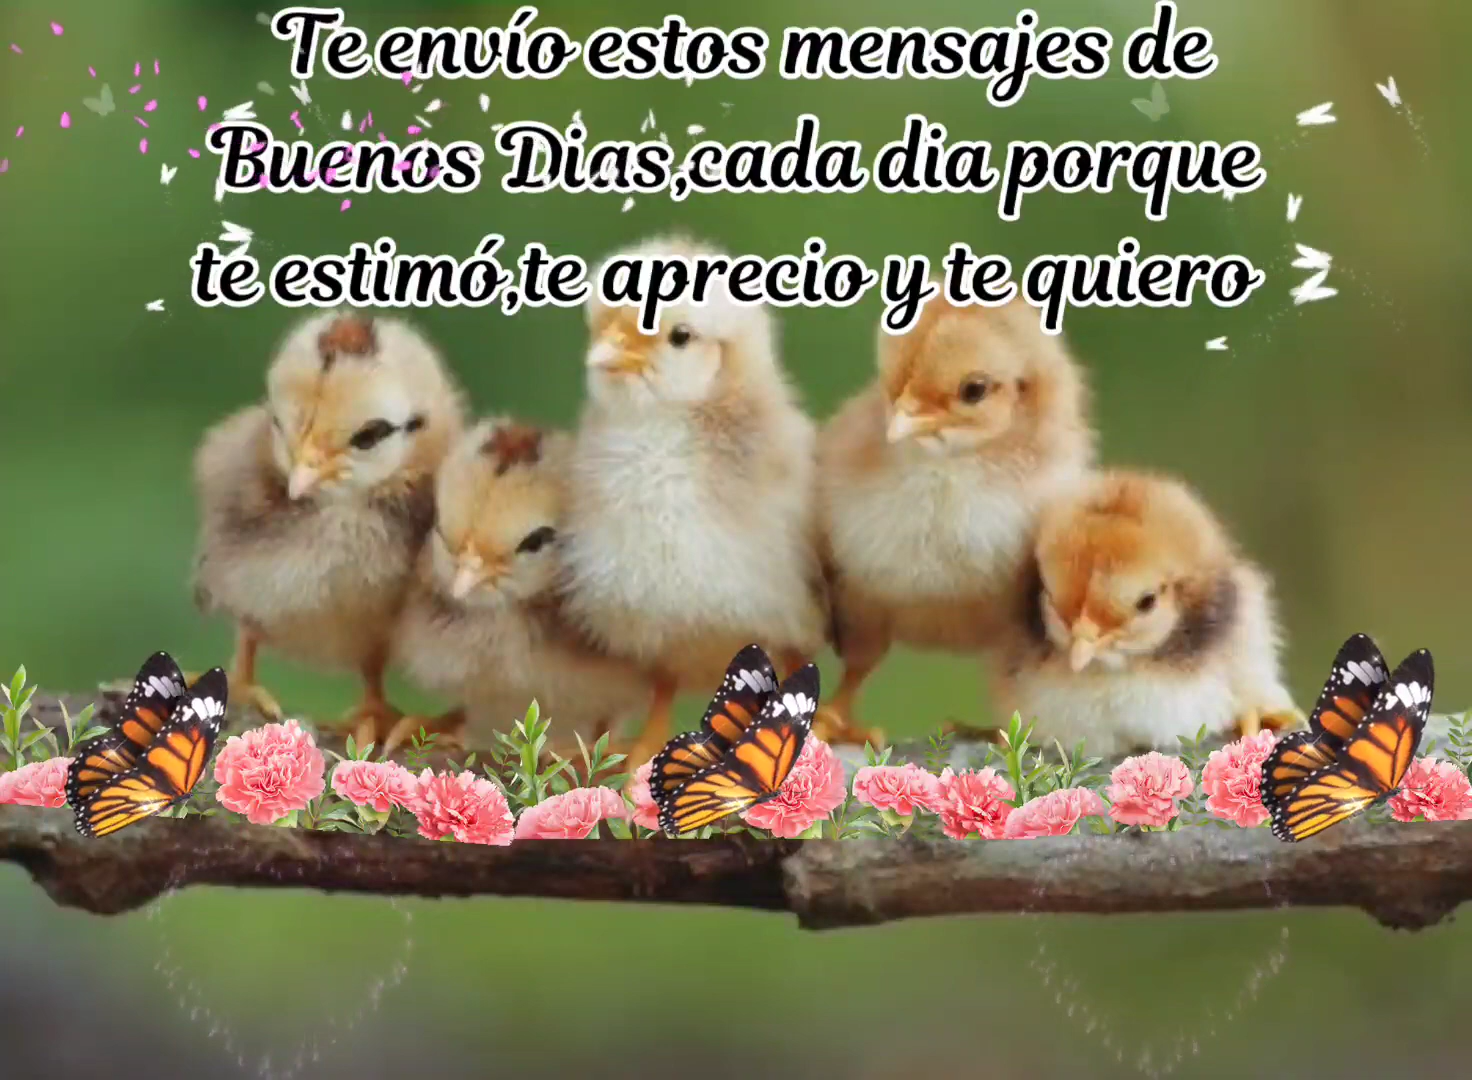 Te envío estos mensajes de
Buenos Dias,cada dia porque
te estimó,te aprecio y te quiero